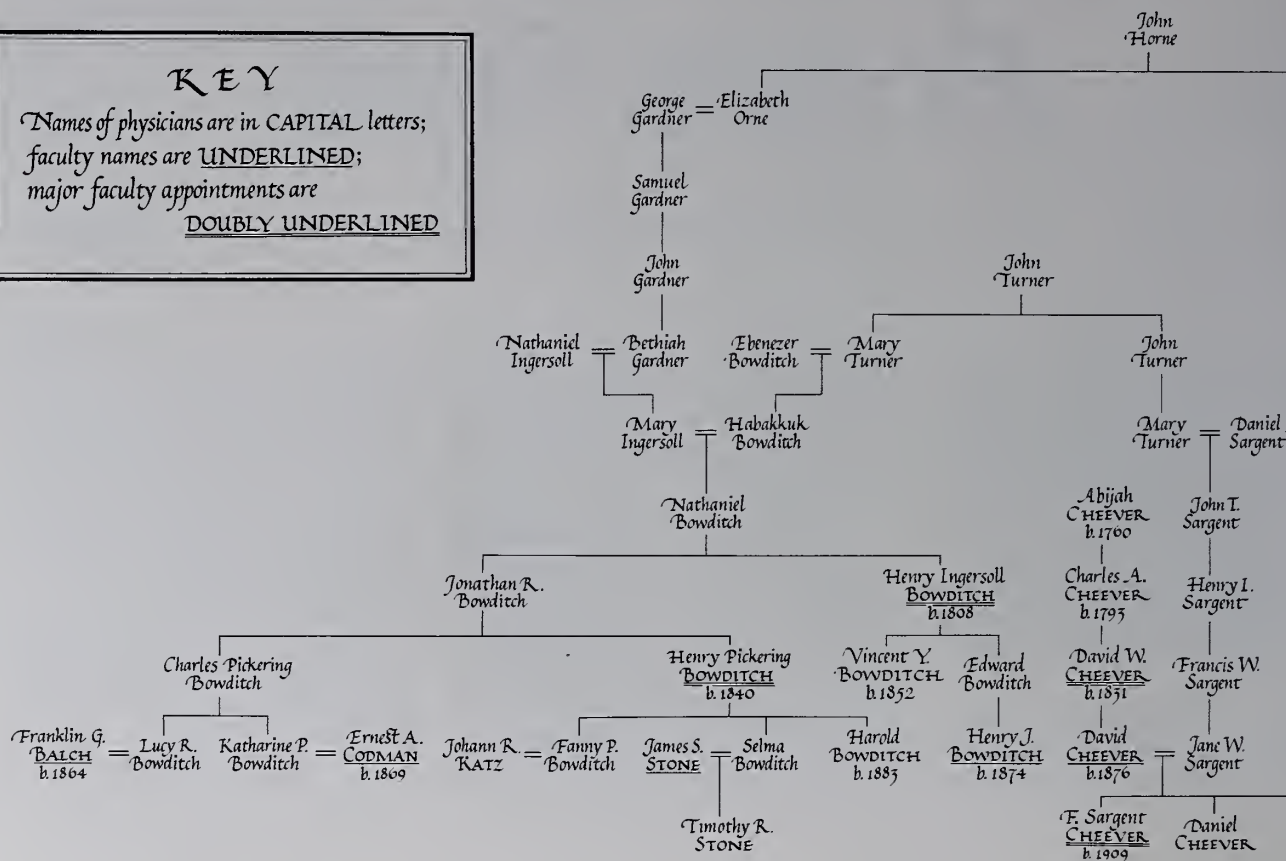 KEY
Names of physicians are in CAPITAL letters;
faculty names are UNDERLINED;
major faculty appointments are
DOUBLY UNDERLINED
John
Horne
George
Gardner
Elizabeth
Orne
Samuel
Gardner
John
Gardner
John
Turner
Nathaniel
Ingersoll
Bethiah
Gardner
Ebenezer
Bowditch
Mary
Turner
John
Turner
Mary
Ingersoll
Habakkuk
Bowditch
Mary
Turner
Daniel
Sargent
Nathaniel
Bowditch
Abijah
CHEEVER
b. 1760
John T.
Sargent
Jonathan R.
Bowditch
Henry Ingersoll
BOWDITCH
b. 1808
Charles A.
CHEEVER
b. 1793
Henry I.
Sargent
Charles Pickering
Bowditch
Henry Pickering
BOWDITCH
b. 1840
Vincent Y.
BOWDITCH
b. 1852
Edward
Bowditch
David W.
CHEEVER
b. 1831
Francis W.
Sargent
Franklin G.
BALCH
b. 1864
Lucy R.
Bowditch
Katharine P.
Bowditch
Ernest A.
CODMAN
b. 1869
Johann R.
KATZ
Fanny P.
Bowditch
James S.
STONE
Selma
Bowditch
Harold
BOWDITCH
b. 1883
Henry J.
BOWDITCH
b. 1874
David
CHEEVER
b. 1876
Jane W.
Sargent
Timothy R.
STONE
F. Sargent
CHEEVER
b. 1909
Daniel
CHEEVER